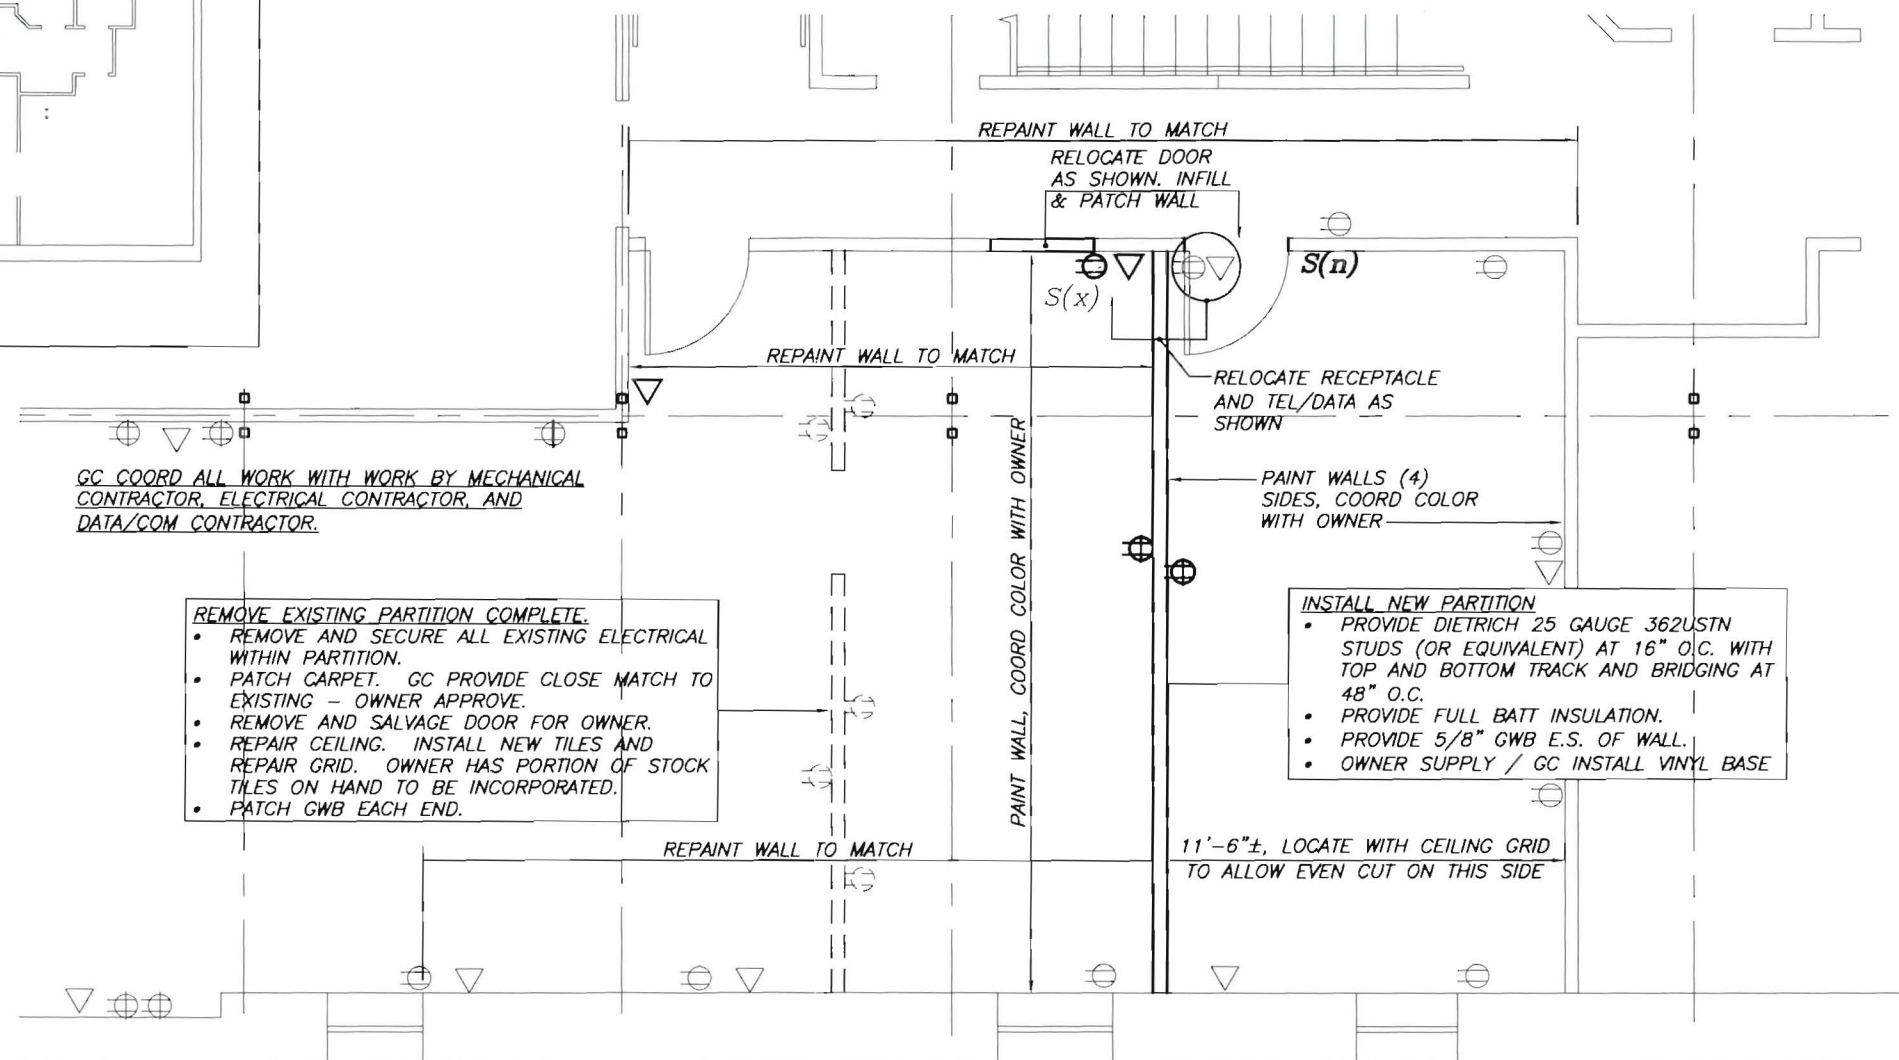 REPAINT WALL TO MATCH
RELOCATE DOOR
AS SHOWN. INFILL
& PATCH WALL
S(x)
S(n)
REPAINT WALL TO MATCH
RELOCATE RECEPTACLE
AND TEL/DATA AS
SHOWN
GC COORD ALL WORK WITH WORK BY MECHANICAL
CONTRACTOR, ELECTRICAL CONTRACTOR, AND
DATA/COM CONTRACTOR.
PAINT WALL, COORD COLOR WITH OWNER
PAINT WALLS (4)
SIDES, COORD COLOR
WITH OWNER
REMOVE EXISTING PARTITION COMPLETE.
• REMOVE AND SECURE ALL EXISTING ELECTRICAL
WITHIN PARTITION.
• PATCH CARPET. GC PROVIDE CLOSE MATCH TO
EXISTING – OWNER APPROVE.
• REMOVE AND SALVAGE DOOR FOR OWNER.
• REPAIR CEILING. INSTALL NEW TILES AND
REPAIR GRID. OWNER HAS PORTION OF STOCK
TILES ON HAND TO BE INCORPORATED.
• PATCH GWB EACH END.
INSTALL NEW PARTITION
• PROVIDE DIETRICH 25 GAUGE 362USTN
STUDS (OR EQUIVALENT) AT 16" O.C. WITH
TOP AND BOTTOM TRACK AND BRIDGING AT
48" O.C.
• PROVIDE FULL BATT INSULATION.
• PROVIDE 5/8" GWB E.S. OF WALL.
• OWNER SUPPLY / GC INSTALL VINYL BASE
REPAINT WALL TO MATCH
11'-6"±, LOCATE WITH CEILING GRID
TO ALLOW EVEN CUT ON THIS SIDE